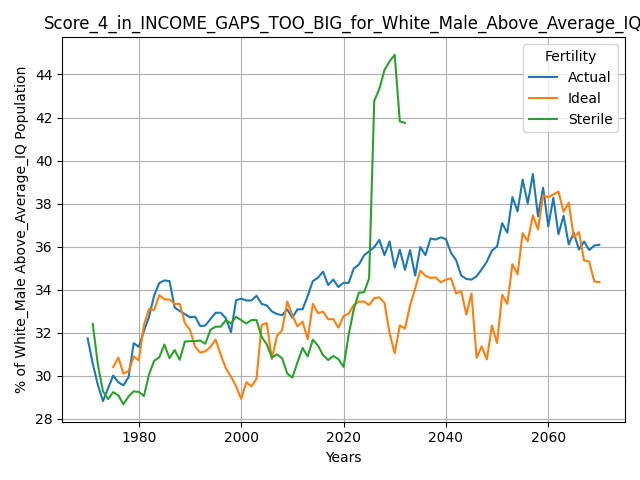 Score_4_in_INCOME_GAPS_TOO_BIG_for_White_Male_Above_Average_IQ
% of White_Male Above_Average_IQ Population
44
42
40
38
36
34
32
30
28
Fertility
Actual
Ideal
Sterile
1980
2000
2020
2040
2060
Years